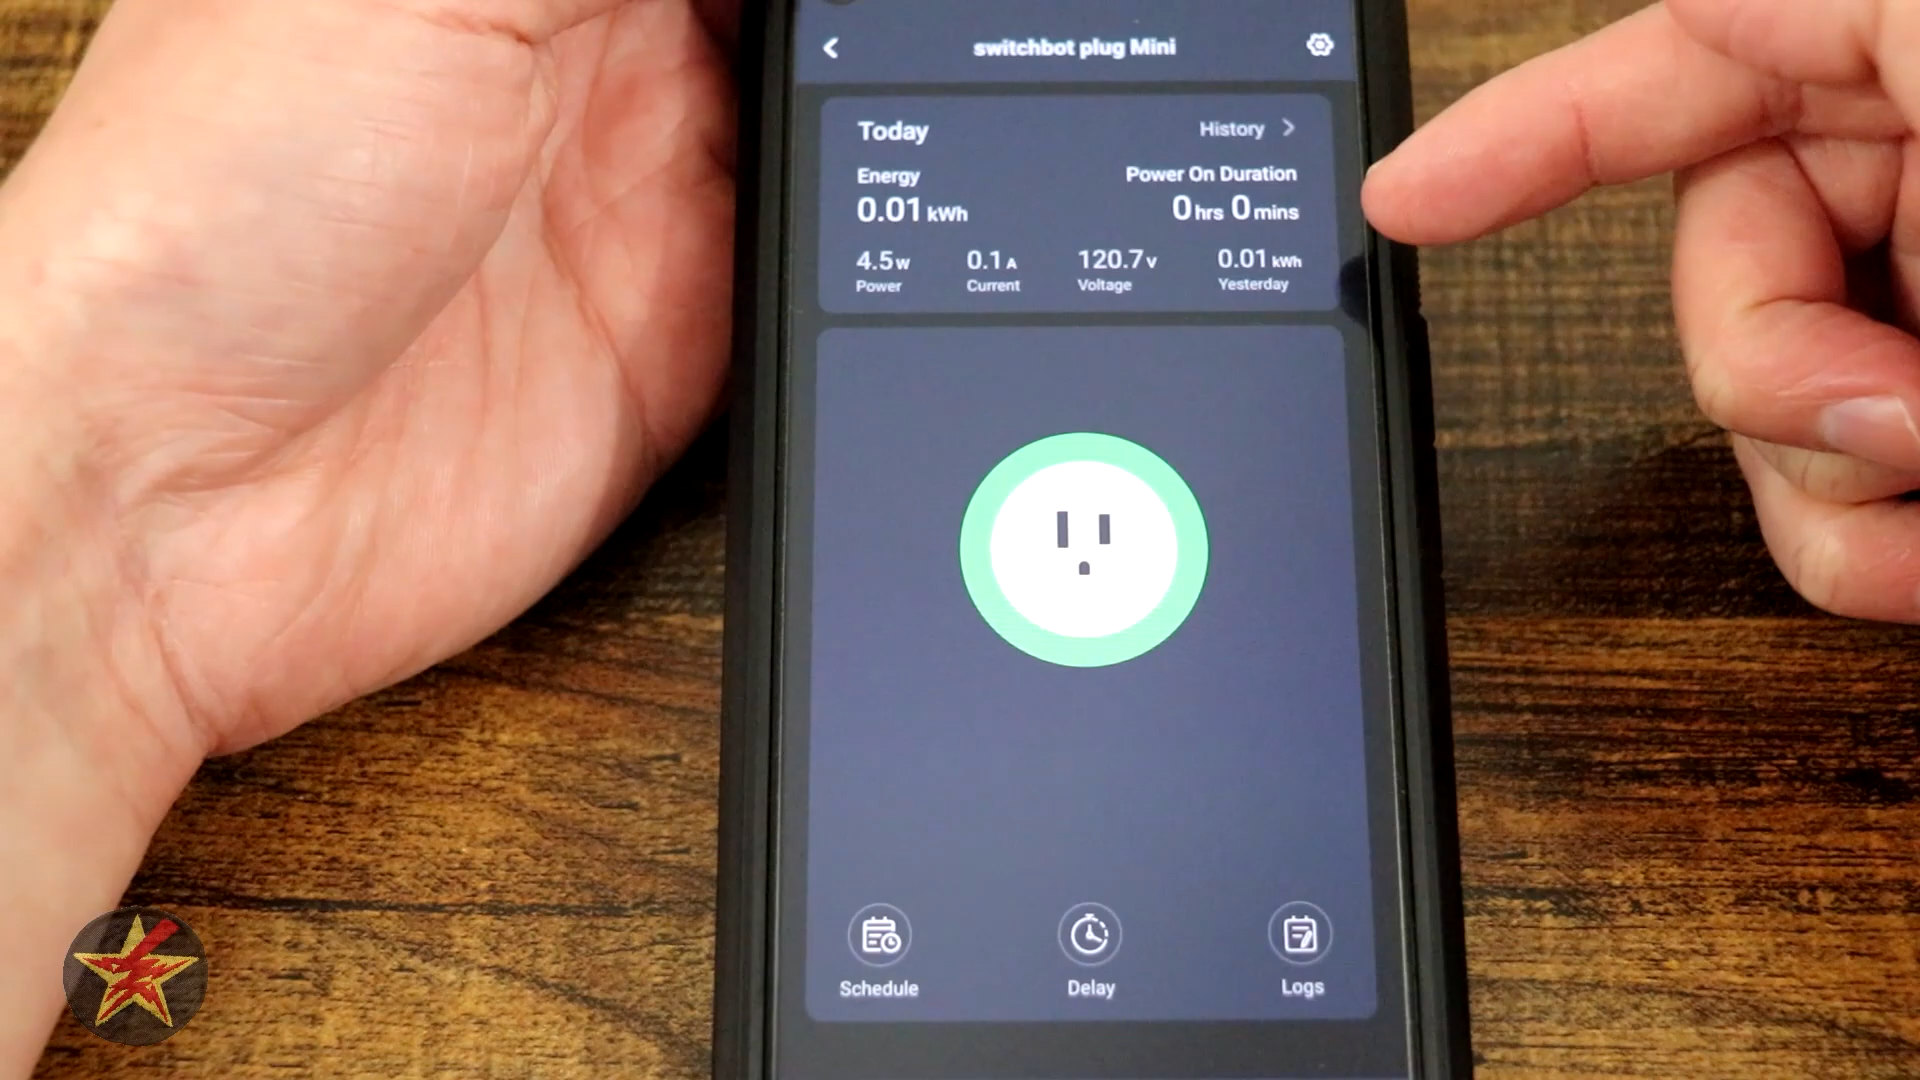 switchbot plug Mini
Today
History
Energy
Power On Duration
0.01 kWh
0 hrs 0 mins
4.5 W
0.1 A
120.7 V
0.01 kWh
Power
Current
Voltage
Yesterday
Schedule
Delay
Logs